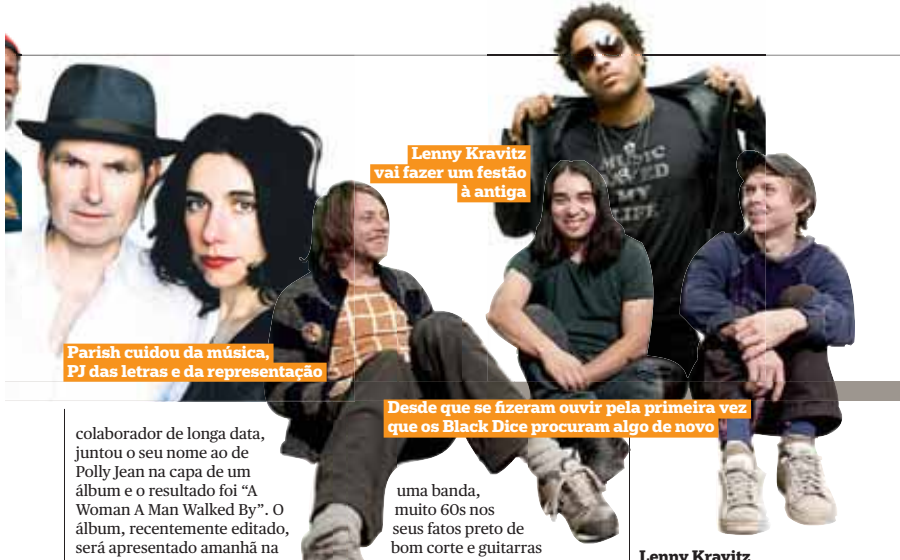 Lenny Kravitz
vai fazer um festão
à antiga
MUSIC
MY
LIFE
Parish cuidou da música,
PJ das letras e da representação
Desde que se fizeram ouvir pela primeira vez
que os Black Dice procuram algo de novo
colaborador de longa data,
juntou o seu nome ao de
Polly Jean na capa de um
álbum e o resultado foi “A
Woman A Man Walked By”. O
álbum, recentemente editado,
será apresentado amanhã na
uma banda,
muito 60s nos
seus fatos preto de
bom corte e guitarras
Lenny Kravitz